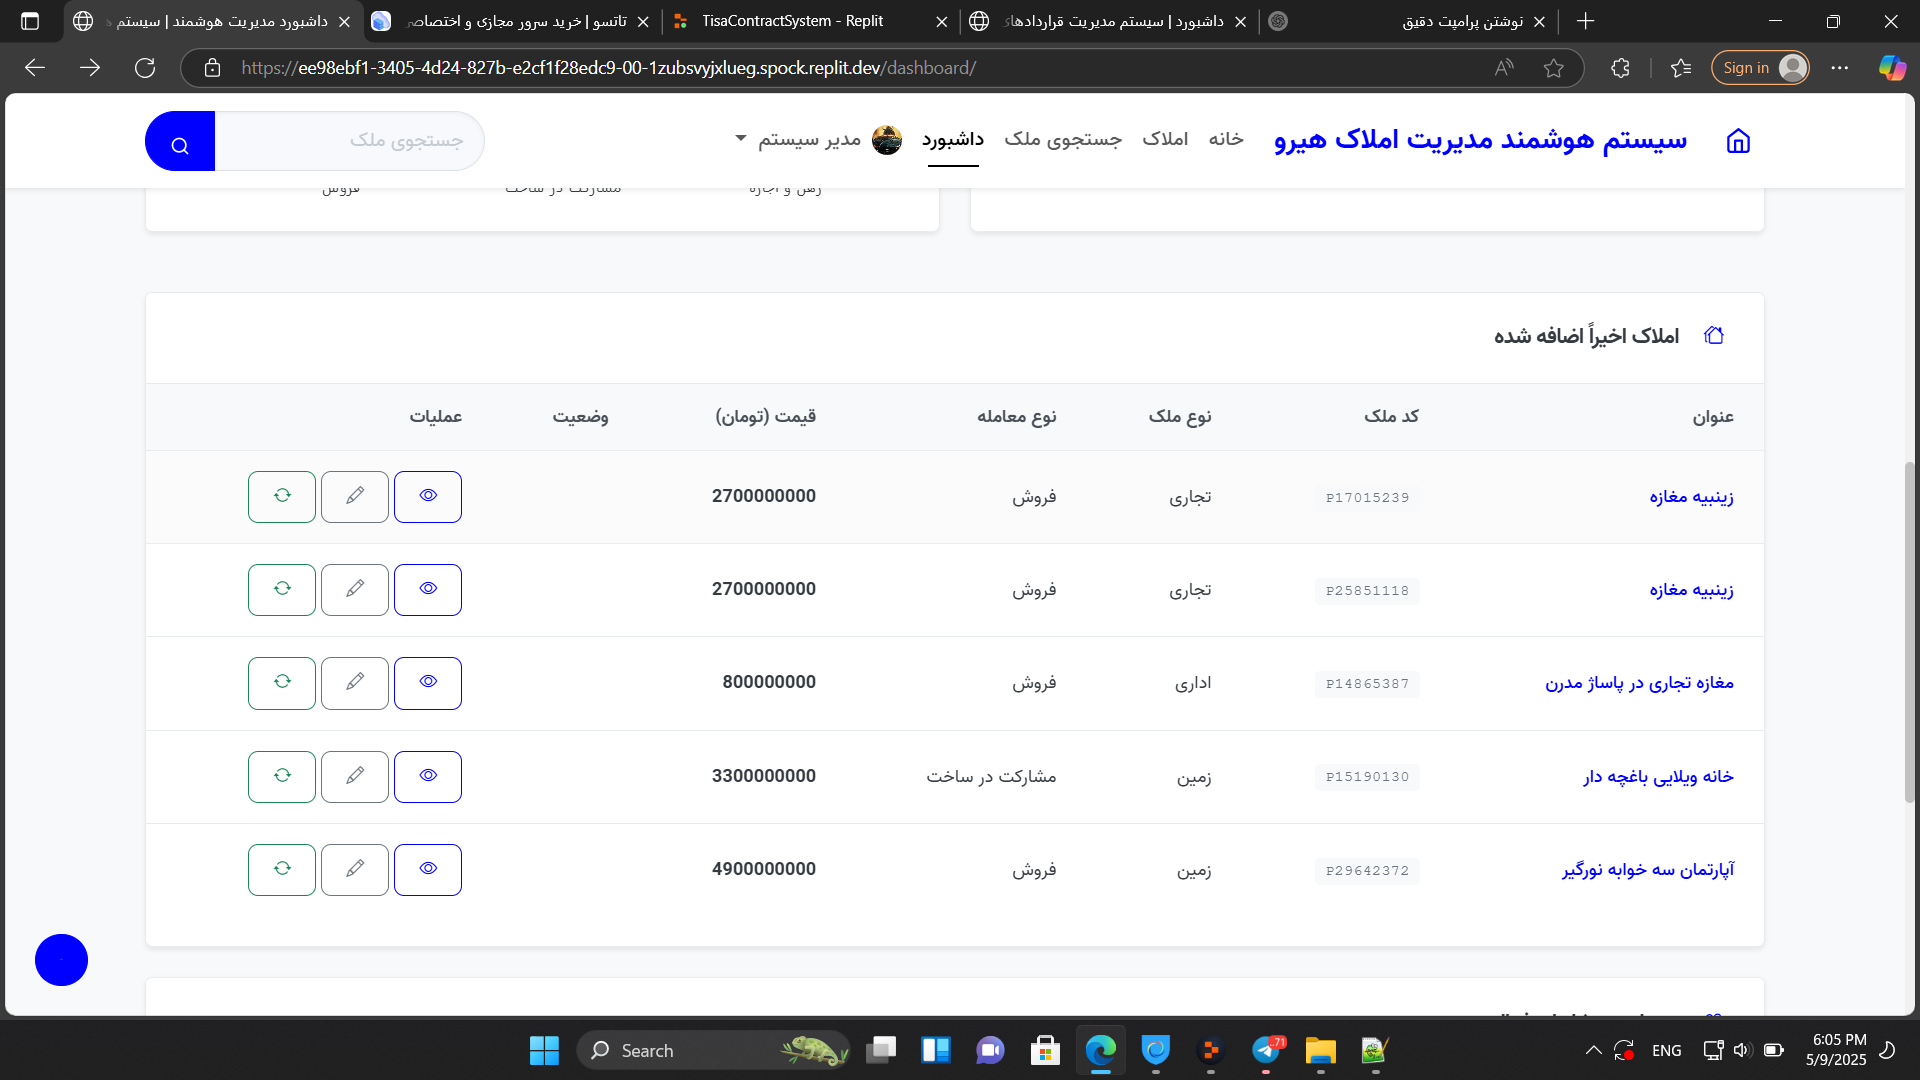 داشبورد مدیریت هوشمند | سیستم
تاتسو | خرید سرور مجازی و اختصاصی
TisaContractSystem - Replit
داشبورد | سیستم مدیریت قراردادهای
نوشتن پرامپت دقیق
https://ee98ebf1-3405-4d24-827b-e2cf1f28edc9-00-1zubsvyjxlueg.spock.replit.dev/dashboard/
Sign in
سیستم هوشمند مدیریت املاک هیرو
خانه
املاک
جستجوی ملک
داشبورد
مدیر سیستم
جستجوی ملک
رهن و اجاره
مشارکت در ساخت
فروش
املاک اخیراً اضافه شده
عنوان کد ملک نوع ملک نوع معامله قیمت (تومان) وضعیت عملیات
زینبیه مغازه P17015239 تجاری فروش 2700000000
زینبیه مغازه P25851118 تجاری فروش 2700000000
مغازه تجاری در پاساژ مدرن P14865387 اداری فروش 800000000
خانه ویلایی باغچه دار P15190130 زمین مشارکت در ساخت 3300000000
آپارتمان سه خوابه نورگیر P29642372 زمین فروش 4900000000
Search
71
ENG
6:05 PM
5/9/2025